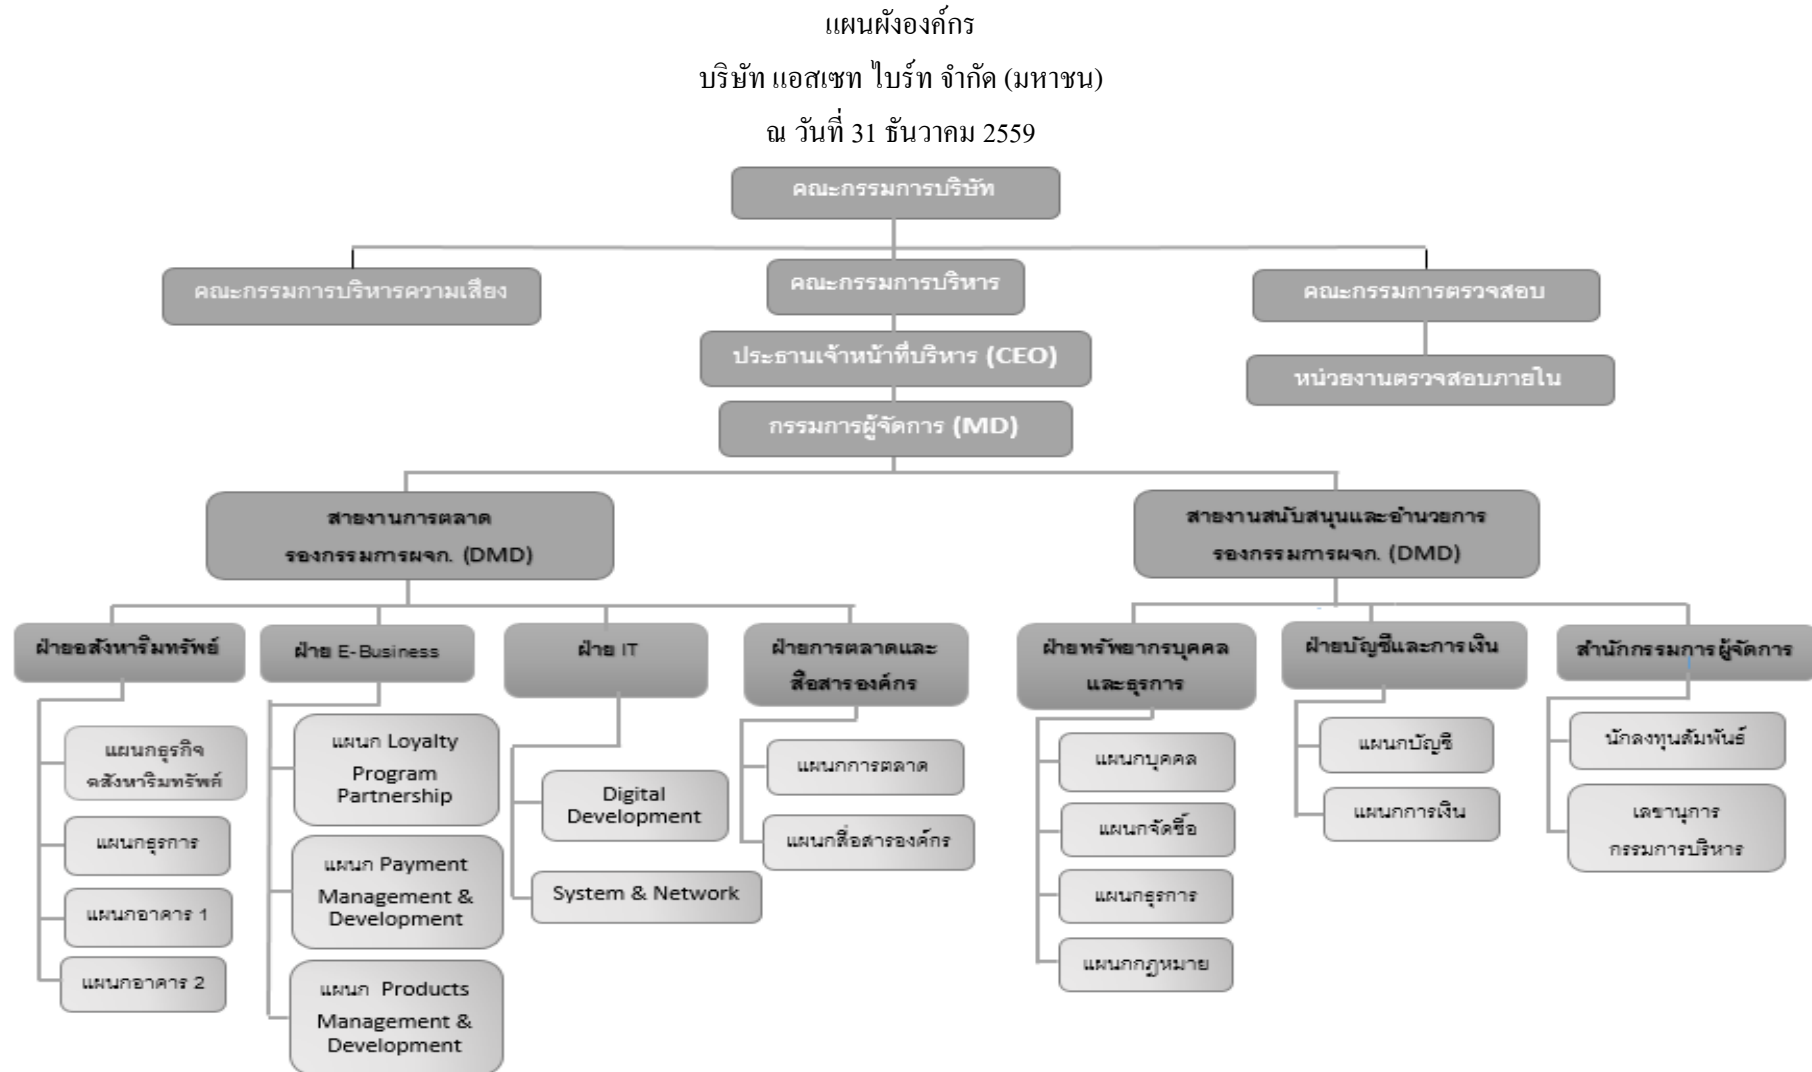 แผนผังองค์กร
บริษัท แอสเซท ไบร์ท จำกัด (มหาชน)
ณ วันที่ 31 ธันวาคม 2559
คณะกรรมการบริษัท
คณะกรรมการบริหารความเสี่ยง
คณะกรรมการบริหาร
คณะกรรมการตรวจสอบ
ประธานเจ้าหน้าที่บริหาร (CEO)
หน่วยงานตรวจสอบภายใน
กรรมการผู้จัดการ (MD)
สายงานการตลาด
รองกรรมการผจก. (DMD)
สายงานสนับสนุนและอำนวยการ
รองกรรมการผจก. (DMD)
ฝ่ายอสังหาริมทรัพย์
ฝ่าย E-Business
ฝ่าย IT
ฝ่ายการตลาดและ
สื่อสารองค์กร
ฝ่ายทรัพยากรบุคคล
และธุรการ
ฝ่ายบัญชีและการเงิน
สำนักกรรมการผู้จัดการ
แผนกธุรกิจ
อสังหาริมทรัพย์
แผนกธุรการ
แผนกอาคาร 1
แผนกอาคาร 2
แผนก Loyalty
Program
Partnership
แผนก Payment
Management &
Development
แผนก Products
Management &
Development
Digital
Development
System & Network
แผนกการตลาด
แผนกสื่อสารองค์กร
แผนกบุคคล
แผนกจัดซื้อ
แผนกธุรการ
แผนกกฎหมาย
แผนกบัญชี
แผนกการเงิน
นักลงทุนสัมพันธ์
เลขานุการ
กรรมการบริหาร